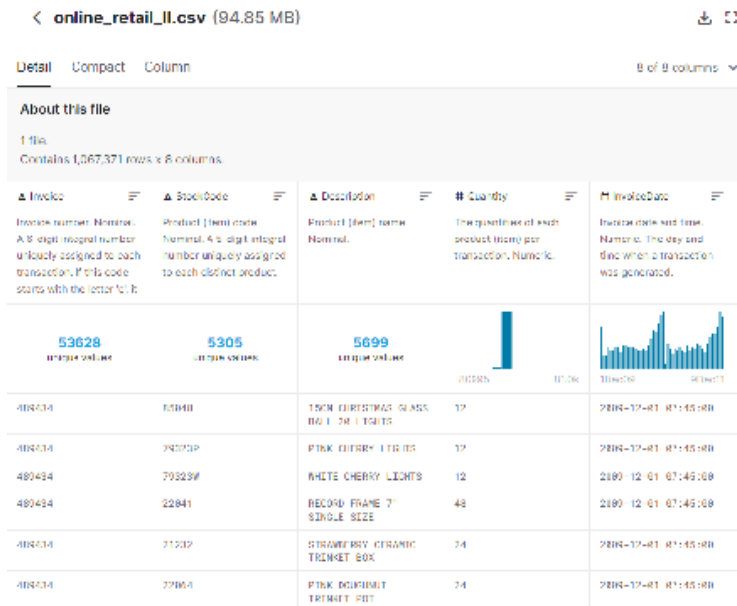 online_retail_II.csv (94.85 MB)
Detail Compact Column
8 of 8 columns
About this file
1 file.
Contains 1,067,371 rows x 8 columns.
Invoice
StockCode
Description
# Quantity
InvoiceDate
Invoice number. Nominal.
A 6-digit integral number
uniquely assigned to each
transaction. If this code
starts with the letter 'c', it
Product (item) code.
Nominal. A 5-digit integral
number uniquely assigned
to each distinct product.
Product (item) name.
Nominal.
The quantities of each
product (item) per
transaction. Numeric.
Invoice date and time.
Numeric. The day and
time when a transaction
was generated.
53628
unique values
5305
unique values
5699
unique values
489434
85048
15CM CHRISTMAS GLASS
BALL 20 LIGHTS
12
2009-12-01 07:45:00
489434
79323P
PINK CHERRY LIGHTS
12
2009-12-01 07:45:00
489434
79323W
WHITE CHERRY LIGHTS
12
2009-12-01 07:45:00
489434
22041
RECORD FRAME 7"
SINGLE SIZE
48
2009-12-01 07:45:00
489434
21232
STRAWBERRY CERAMIC
TRINKET BOX
24
2009-12-01 07:45:00
489434
22064
PINK DOUGHNUT
TRINKET POT
24
2009-12-01 07:45:00